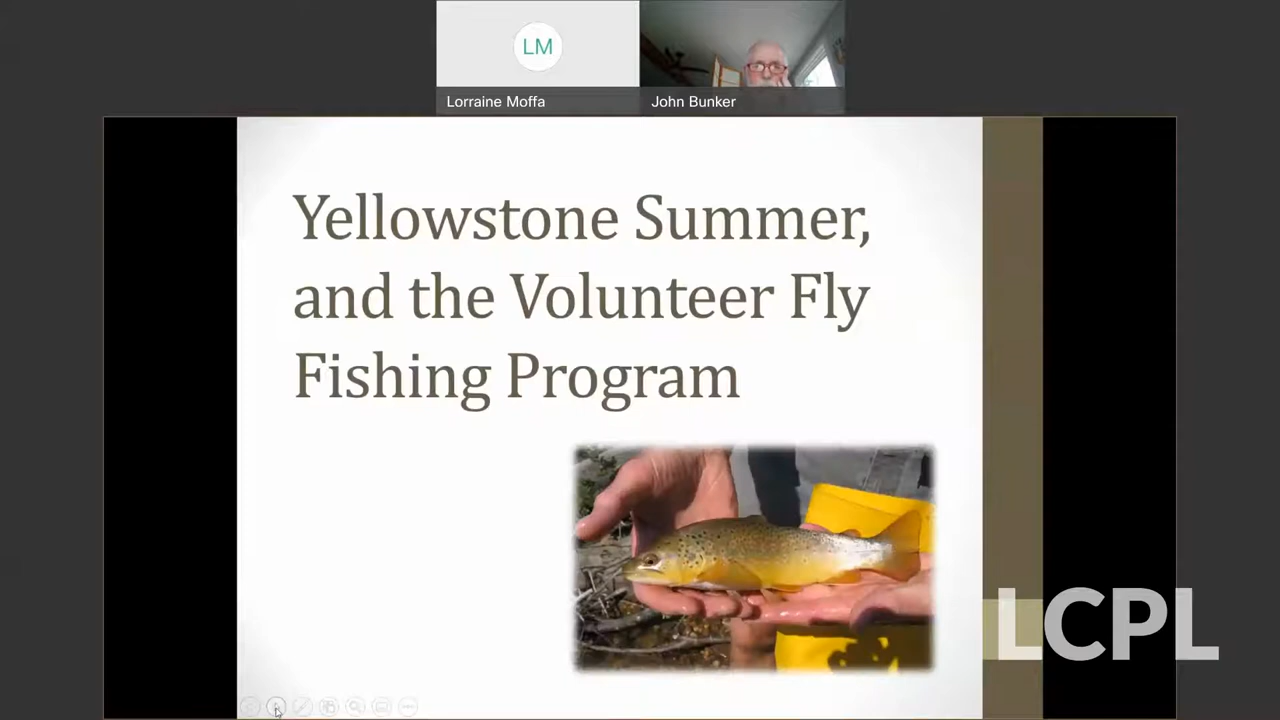 LM
Lorraine Moffa
John Bunker
Yellowstone Summer,
and the Volunteer Fly
Fishing Program
LCPL